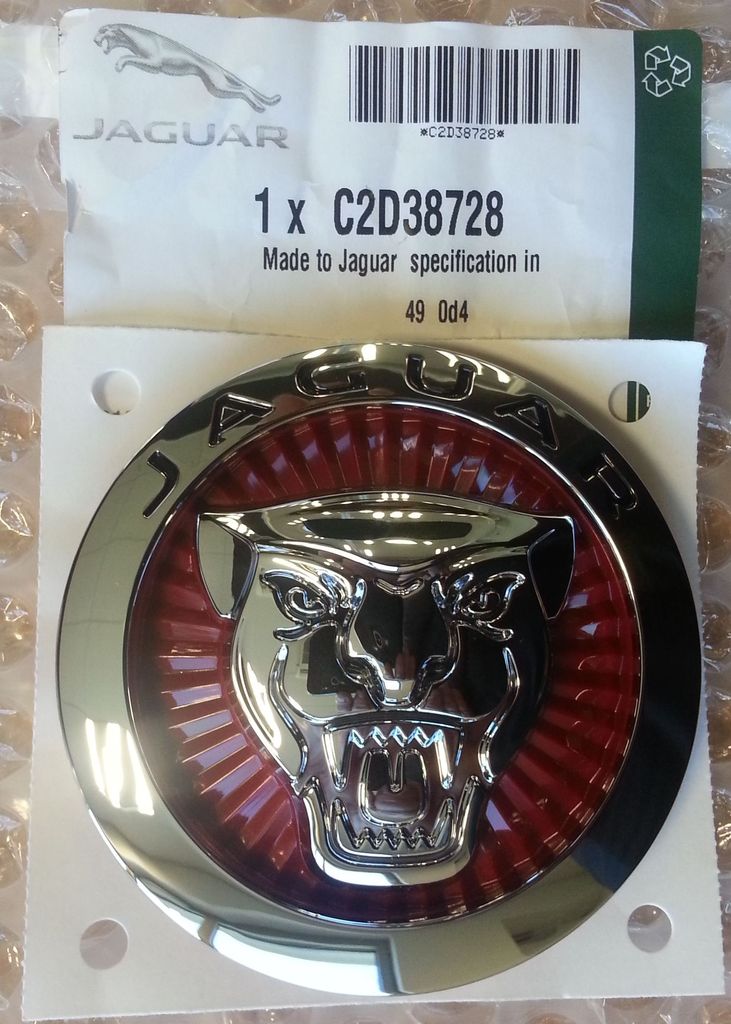 JAGUAR
*C2D38728*
1 x C2D38728
Made to Jaguar specification in
49 0d4
JAGUAR